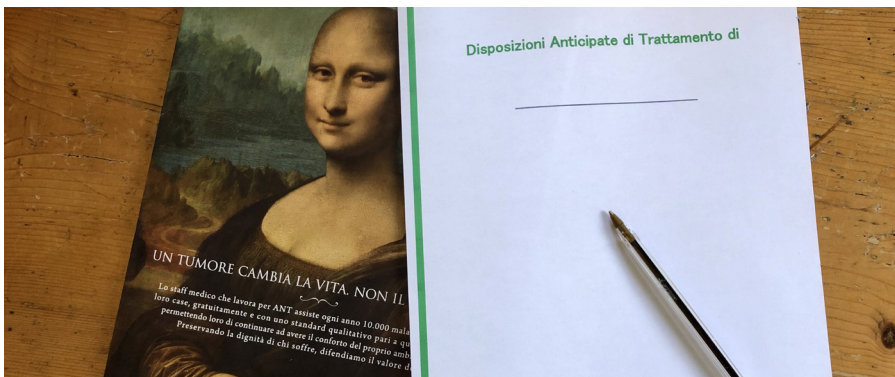 UN TUMORE CAMBIA LA VITA. NON IL
Lo staff medico che lavora per ANT assiste ogni anno 10.000
loro case, gratuitamente e con uno standard qualitativo pari a
permettendo loro di continuare ad avere il conforto del proprio
Preservando la dignità di chi soffre, difendiamo il valore
Disposizioni Anticipate di Trattamento di